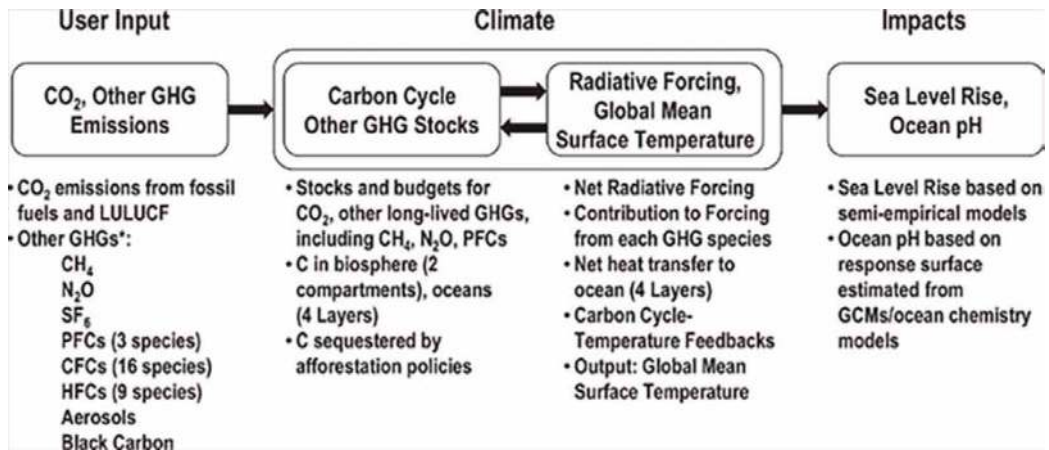 User Input
Climate
Impacts
CO₂, Other GHG
Emissions
Carbon Cycle
Other GHG Stocks
Radiative Forcing,
Global Mean
Surface Temperature
Sea Level Rise,
Ocean pH
• CO₂ emissions from fossil
fuels and LULUCF
• Other GHGs*:
CH₄
N₂O
SF₆
PFCs (3 species)
CFCs (16 species)
HFCs (9 species)
Aerosols
Black Carbon
• Stocks and budgets for
CO₂, other long-lived GHGs,
including CH₄, N₂O, PFCs
• C in biosphere (2
compartments), oceans
(4 Layers)
• C sequestered by
afforestation policies
• Net Radiative Forcing
• Contribution to Forcing
from each GHG species
• Net heat transfer to
ocean (4 Layers)
• Carbon Cycle-
Temperature Feedbacks
• Output: Global Mean
Surface Temperature
• Sea Level Rise based on
semi-empirical models
• Ocean pH based on
response surface
estimated from
GCMs/ocean chemistry
models